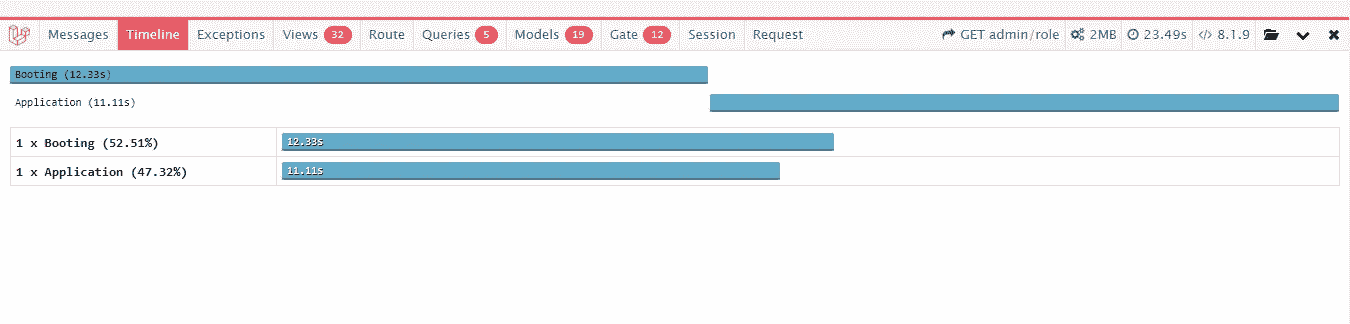 Messages Timeline Exceptions Views 32 Route Queries 5 Models 19 Gate 12 Session Request GET admin/role 2MB 23.49s </> 8.1.9
Booting (12.33s)
Application (11.11s)
1 x Booting (52.51%) 12.33s
1 x Application (47.32%) 11.11s